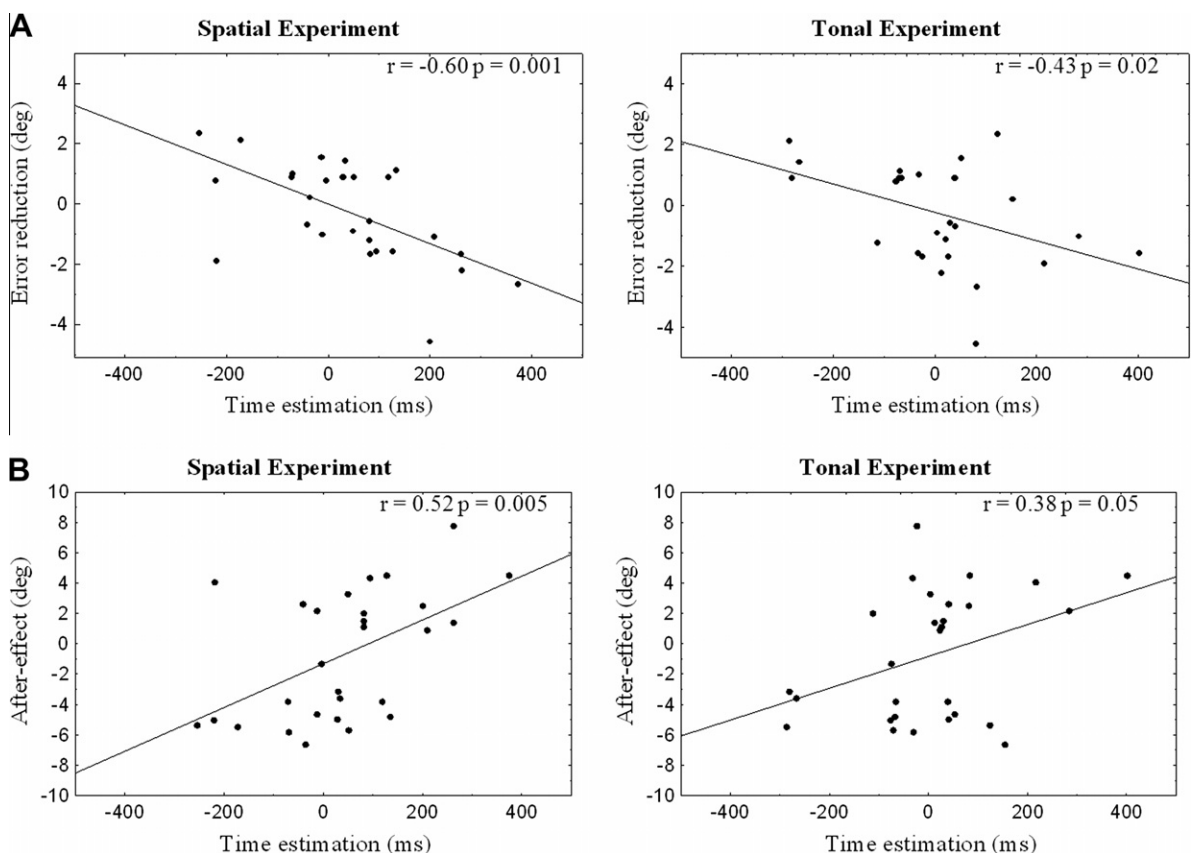 A
Spatial Experiment
Tonal Experiment
r = -0.60 p = 0.001
r = -0.43 p = 0.02
Error reduction (deg)
4
2
0
-2
-4
-400 -200 0 200 400
Time estimation (ms)
Error reduction (deg)
4
2
0
-2
-4
-400 -200 0 200 400
Time estimation (ms)
B
Spatial Experiment
Tonal Experiment
r = 0.52 p = 0.005
r = 0.38 p = 0.05
After-effect (deg)
10
8
6
4
2
0
-2
-4
-6
-8
-10
-400 -200 0 200 400
Time estimation (ms)
After-effect (deg)
10
8
6
4
2
0
-2
-4
-6
-8
-10
-400 -200 0 200 400
Time estimation (ms)